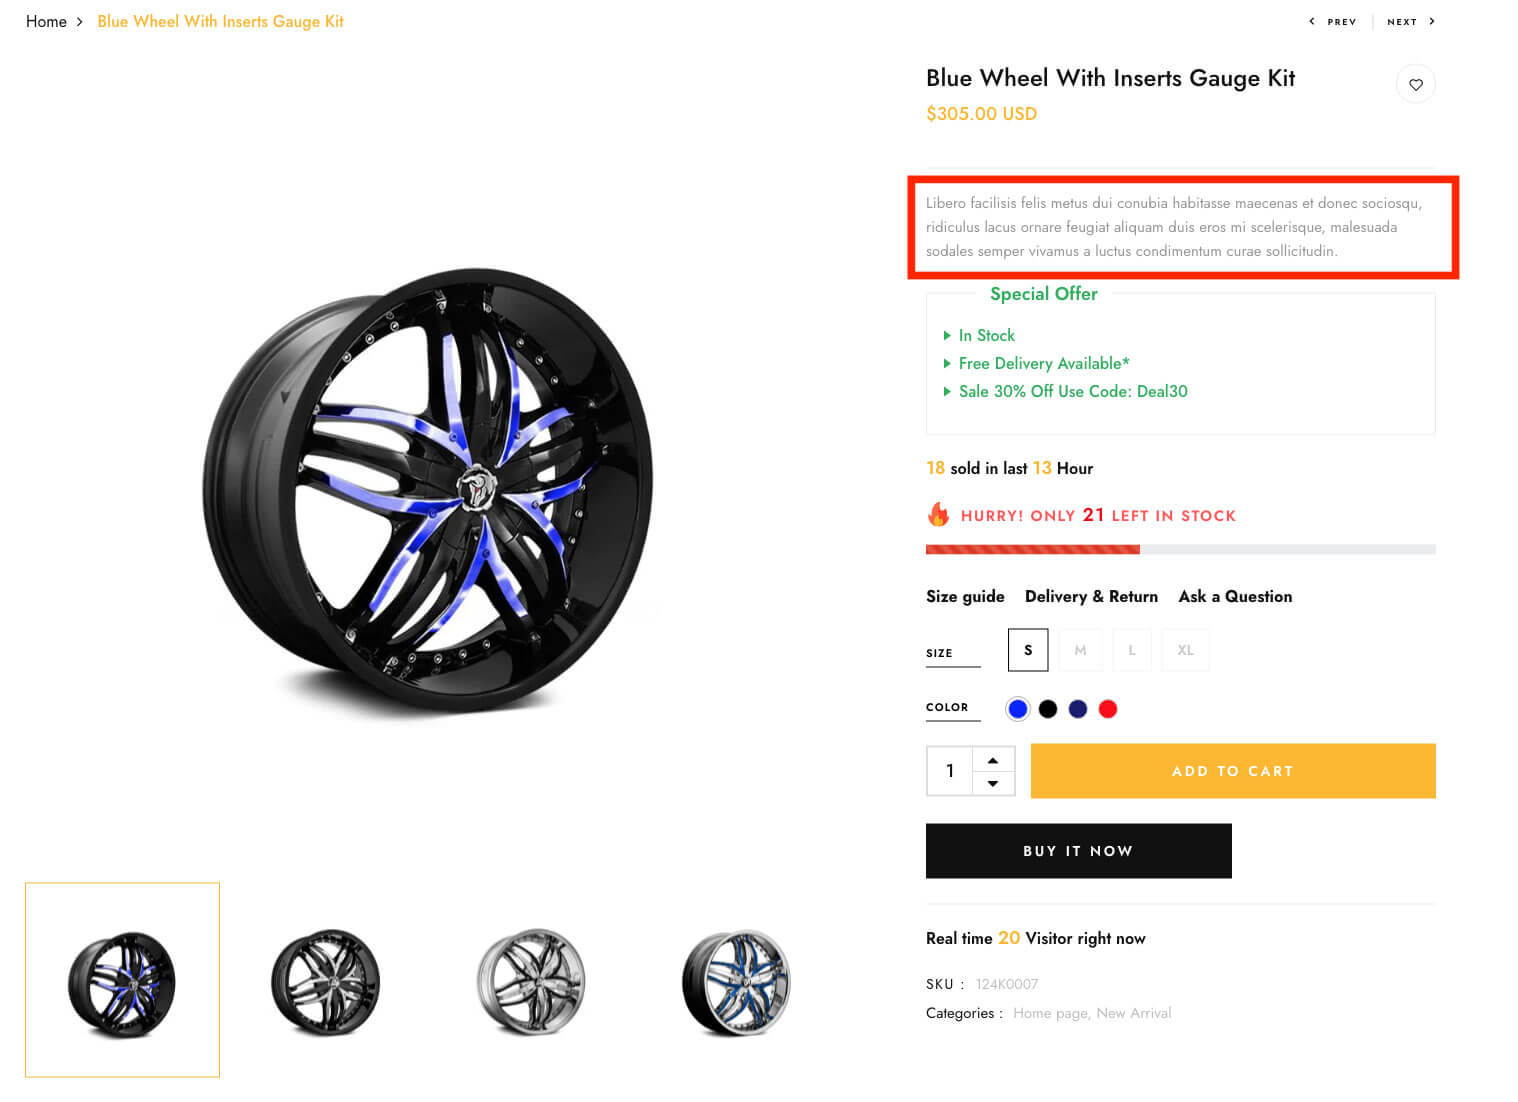 Home > Blue Wheel With Inserts Gauge Kit
PREV | NEXT
Blue Wheel With Inserts Gauge Kit
$305.00 USD
Libero facilisis felis metus dui conubia habitasse maecenas et donec sociosqu,
ridiculus lacus ornare feugiat aliquam duis eros mi scelerisque, malesuada
sodales semper vivamus a luctus condimentum curae sollicitudin.
Special Offer
In Stock
Free Delivery Available*
Sale 30% Off Use Code: Deal30
18 sold in last 13 Hour
HURRY! ONLY 21 LEFT IN STOCK
Size guide Delivery & Return Ask a Question
SIZE S M L XL
COLOR
1 ADD TO CART
BUY IT NOW
Real time 20 Visitor right now
SKU : 124K0007
Categories : Home page, New Arrival